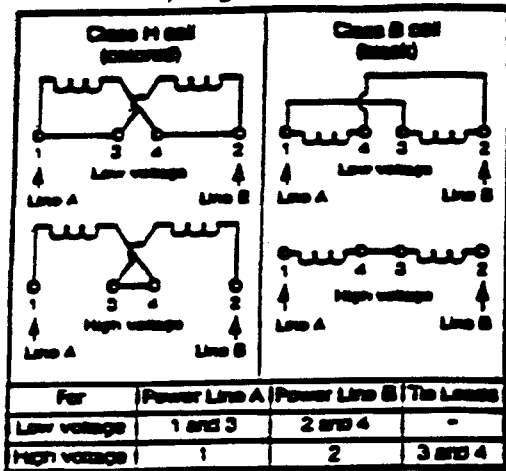 Class H coil
Class B coil
(colored)
(black)
1 3 4 2
1 4 3 2
Low voltage
Low voltage
Line A
Line B
Line A
Line B
1 3 4 2
1 4 3 2
High voltage
High voltage
Line A
Line B
Line A
Line B
For Power Line A Power Line B Tie Leads
Low voltage 1 and 3 2 and 4 -
High voltage 1 2 3 and 4